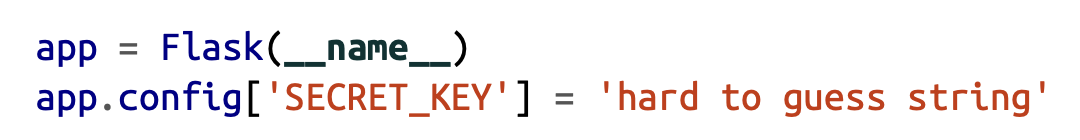 app = Flask(__name__)
app.config['SECRET_KEY'] = 'hard to guess string'